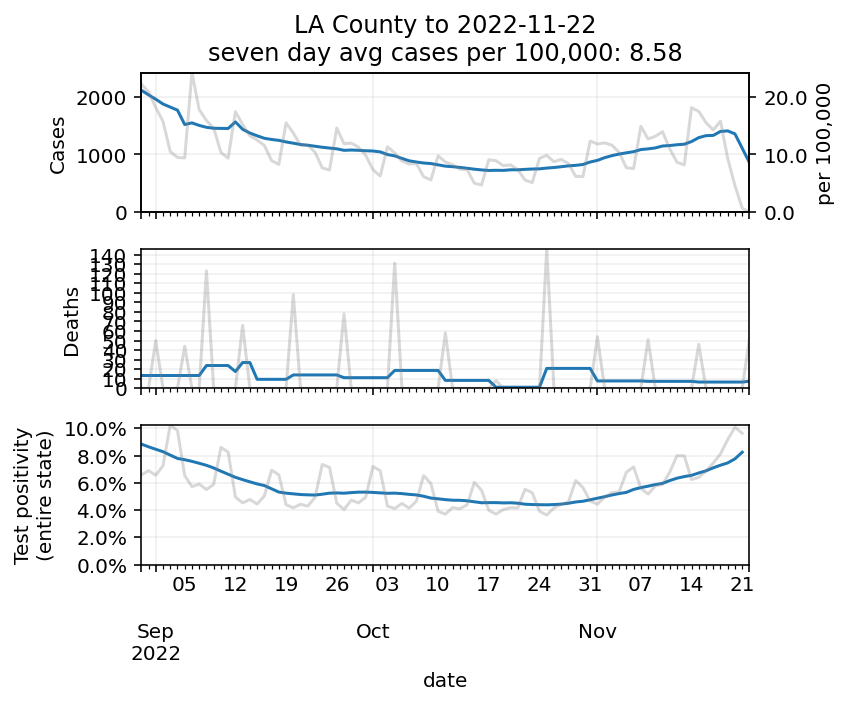 LA County to 2022-11-22
seven day avg cases per 100,000: 8.58
2000
1000
0
Cases
20.0
10.0
0.0
per 100,000
140
130
120
110
100
90
80
70
60
50
40
30
20
10
0
Deaths
10.0%
8.0%
6.0%
4.0%
2.0%
0.0%
Test positivity
(entire state)
05 12 19 26 03 10 17 24 31 07 14 21
Sep Oct Nov
2022
date